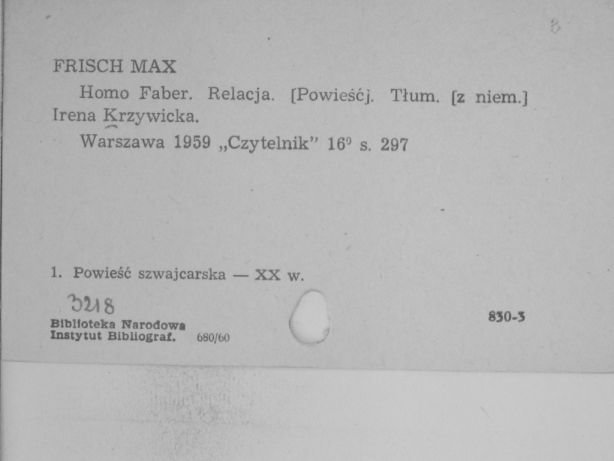 FRISCH MAX
Homo Faber. Relacja. [Powieść]. Tłum. [z niem.]
Irena Krzywicka.
Warszawa 1959 „Czytelnik” 16⁰ s. 297
1. Powieść szwajcarska — XX w.
3218
Biblioteka Narodowa
Instytut Bibliograf. 680/60
830-3